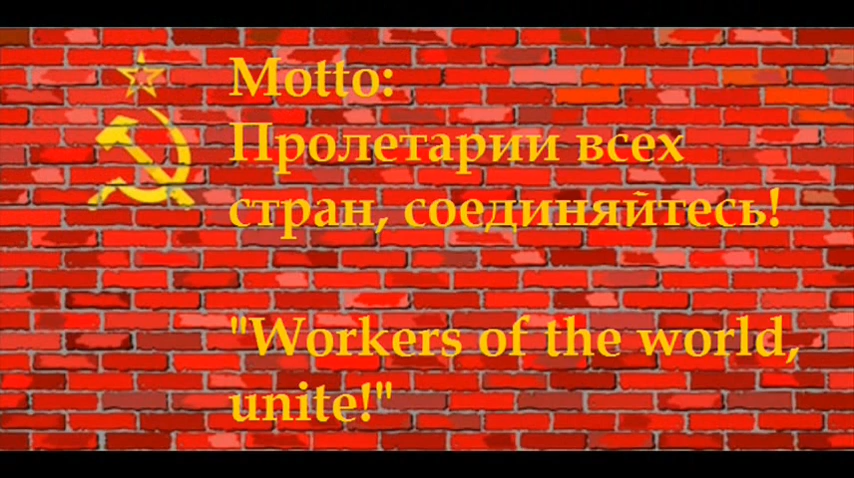 Motto:
Пролетарии всех
стран, соединяйтесь!
"Workers of the world,
unite!"